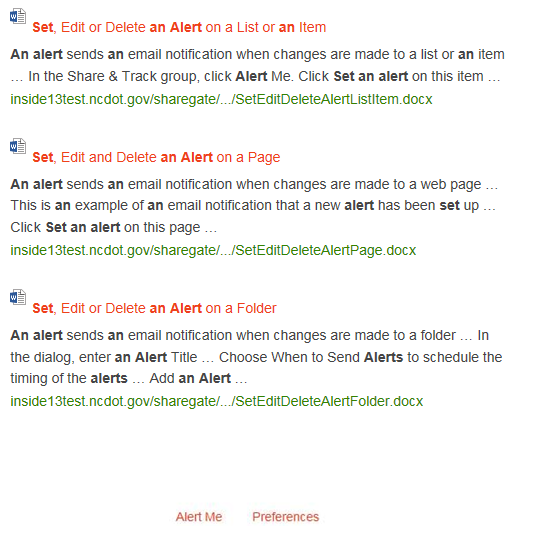 Set, Edit or Delete an Alert on a List or an Item
An alert sends an email notification when changes are made to a list or an item
… In the Share & Track group, click Alert Me. Click Set an alert on this item …
inside13test.ncdot.gov/sharegate/.../SetEditDeleteAlertListItem.docx
Set, Edit and Delete an Alert on a Page
An alert sends an email notification when changes are made to a web page …
This is an example of an email notification that a new alert has been set up …
Click Set an alert on this page …
inside13test.ncdot.gov/sharegate/.../SetEditDeleteAlertPage.docx
Set, Edit or Delete an Alert on a Folder
An alert sends an email notification when changes are made to a folder … In
the dialog, enter an Alert Title … Choose When to Send Alerts to schedule the
timing of the alerts … Add an Alert …
inside13test.ncdot.gov/sharegate/.../SetEditDeleteAlertFolder.docx
Alert Me Preferences